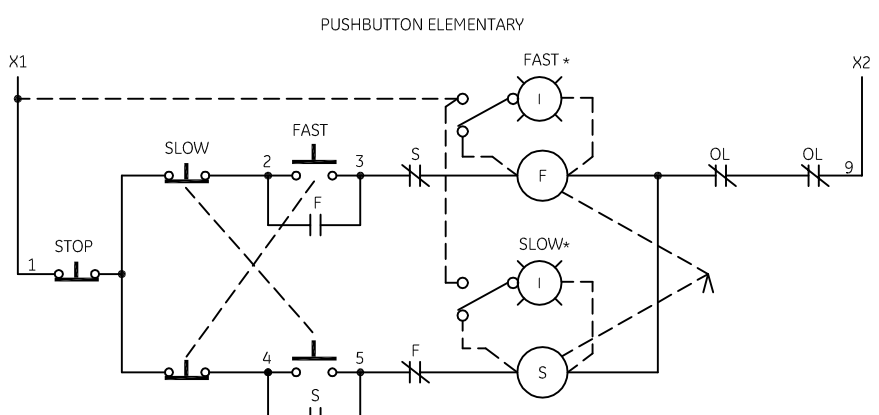 PUSHBUTTON ELEMENTARY
X1
FAST *
X2
I
SLOW
FAST
2
3
S
F
OL
OL
9
F
SLOW*
1
STOP
I
4
5
F
S
S